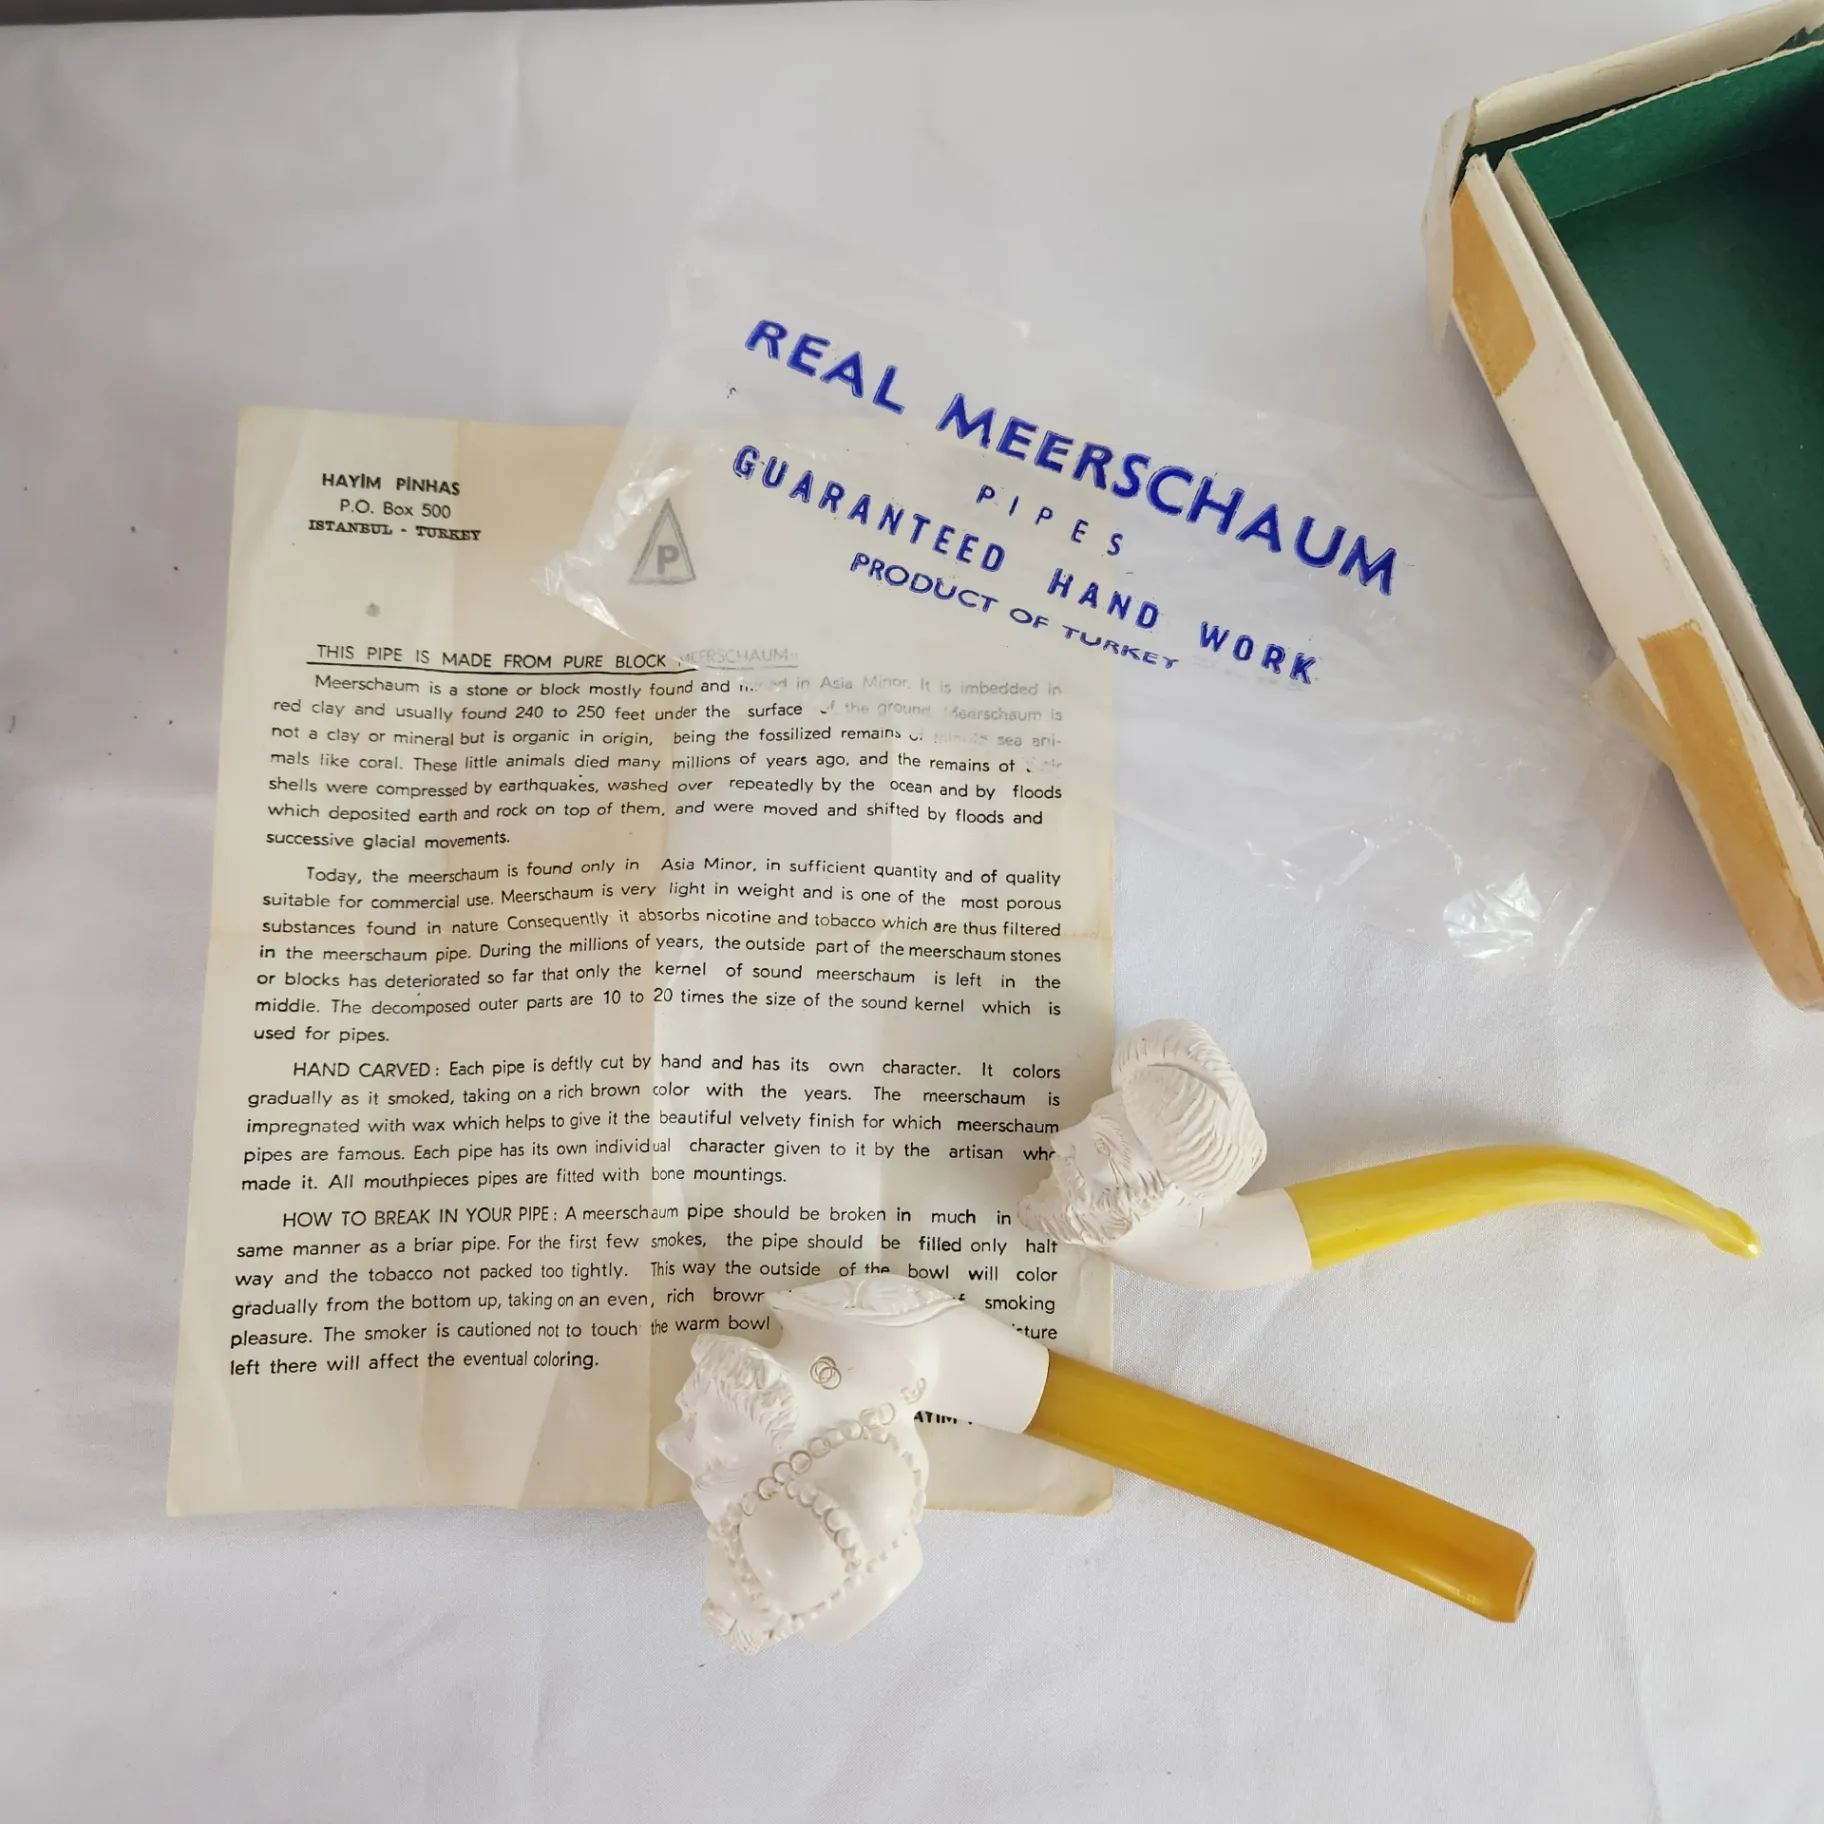 REAL MEERSCHAUM
PIPES
GUARANTEED HAND WORK
PRODUCT OF TURKEY
HAYİM PİNHAS
P.O. Box 500
ISTANBUL - TURKEY
P
THIS PIPE IS MADE FROM PURE BLOCK MEERSCHAUM
Meerschaum is a stone or block mostly found and in Asia Minor. It is imbedded in
red clay and usually found 240 to 250 feet under the surface of the ground. Meerschaum is
not a clay or mineral but is organic in origin, being the fossilized remains of minute sea ani-
mals like coral. These little animals died many millions of years ago, and the remains of
shells were compressed by earthquakes, washed over repeatedly by the ocean and by floods
which deposited earth and rock on top of them, and were moved and shifted by floods and
successive glacial movements.
Today, the meerschaum is found only in Asia Minor, in sufficient quantity and of quality
suitable for commercial use. Meerschaum is very light in weight and is one of the most porous
substances found in nature Consequently it absorbs nicotine and tobacco which are thus filtered
in the meerschaum pipe. During the millions of years, the outside part of the meerschaum stones
or blocks has deteriorated so far that only the kernel of sound meerschaum is left in the
middle. The decomposed outer parts are 10 to 20 times the size of the sound kernel which is
used for pipes.
HAND CARVED: Each pipe is deftly cut by hand and has its own character. It colors
gradually as it smoked, taking on a rich brown color with the years. The meerschaum is
impregnated with wax which helps to give it the beautiful velvety finish for which meerschaum
pipes are famous. Each pipe has its own individual character given to it by the artisan who
made it. All mouthpieces pipes are fitted with bone mountings.
HOW TO BREAK IN YOUR PIPE: A meerschaum pipe should be broken in much in
same manner as a briar pipe. For the first few smokes, the pipe should be filled only half
way and the tobacco not packed too tightly. This way the outside of the bowl will color
gradually from the bottom up, taking on an even, rich brown smoking
pleasure. The smoker is cautioned not to touch the warm bowl
left there will affect the eventual coloring.